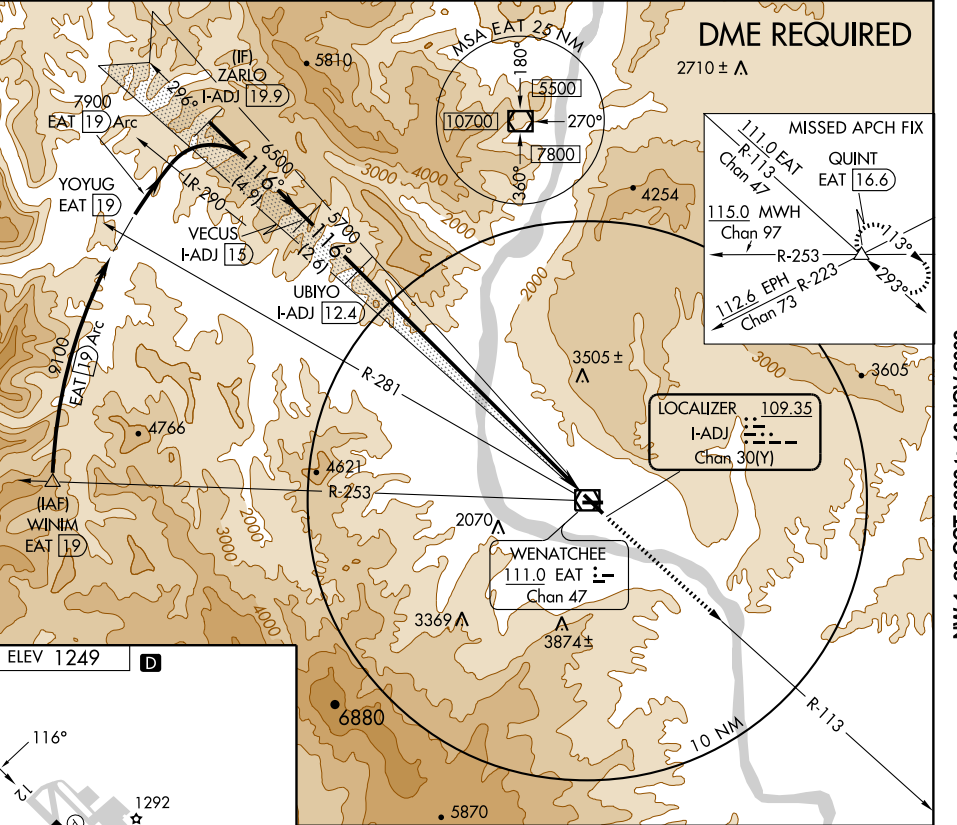 DME REQUIRED
2710 ±
5810
MSA EAT 25 NM
180°
5500
10700
270°
7800
360°
(IF)
ZARLO
I-ADJ 19.9
296°
7900
EAT 19 Arc
116°
6500
(4.9)
LR-290
YOYUG
EAT 19
VECUS
I-ADJ 15
5700
116°
(2.6)
UBIYO
I-ADJ 12.4
3000
4000
2000
2000
4254
MISSED APCH FIX
111.0 EAT
R-113
Chan 47
QUINT
EAT 16.6
115.0 MWH
Chan 97
R-253
113°
293°
112.6 EPH
R-223
Chan 73
3000
3605
3505 ±
9100
EAT 19 Arc
R-281
4766
4621
R-253
(IAF)
WINIM
EAT 19
3000
2000
4000
LOCALIZER 109.35
I-ADJ
Chan 30(Y)
2070
WENATCHEE
111.0 EAT
Chan 47
3369
3874±
6880
5870
10 NM
R-113
ELEV 1249 D
116°
12
1292
A